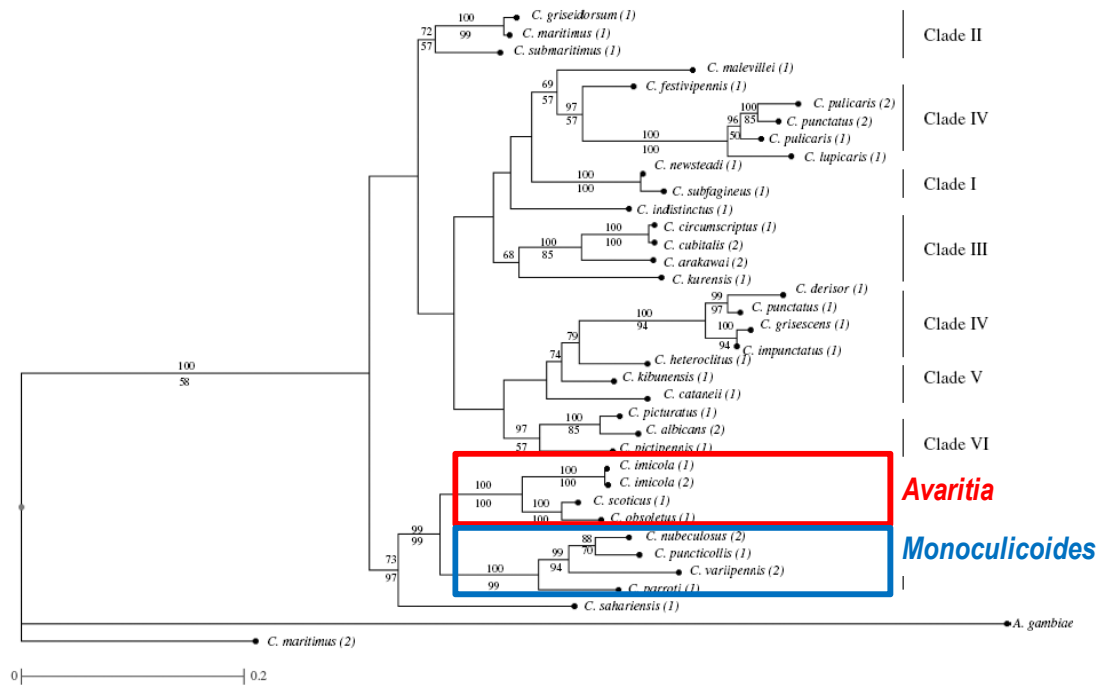 100
99
C. griseidorsum (1)
C. maritimus (1)
72
57
C. submaritimus (1)
Clade II
C. malevillei (1)
69
57
C. festivipennis (1)
97
57
100
85
C. pulicaris (2)
96
50
C. punctatus (2)
C. pulicaris (1)
100
100
C. lupicaris (1)
Clade IV
C. newsteadi (1)
100
100
C. subfagineus (1)
Clade I
C. indistinctus (1)
C. circumscriptus (1)
100
100
C. cubitalis (2)
100
85
C. arakawai (2)
68
C. kurensis (1)
Clade III
C. derisor (1)
99
97
C. punctatus (1)
100
94
C. grisescens (1)
100
94
C. impunctatus (1)
79
C. heteroclitus (1)
Clade IV
74
C. kibunensis (1)
C. cataneii (1)
Clade V
100
58
C. picturatus (1)
100
85
C. albicans (2)
97
57
C. pictipennis (1)
Clade VI
C. imicola (1)
100
100
C. imicola (2)
100
100
C. scoticus (1)
100
100
C. obsoletus (1)
Avaritia
99
99
C. nubeculosus (2)
88
70
C. puncticollis (1)
99
94
C. variipennis (2)
100
99
C. parroti (1)
Monoculicoides
73
97
C. sahariensis (1)
A. gambiae
C. maritimus (2)
0
0.2